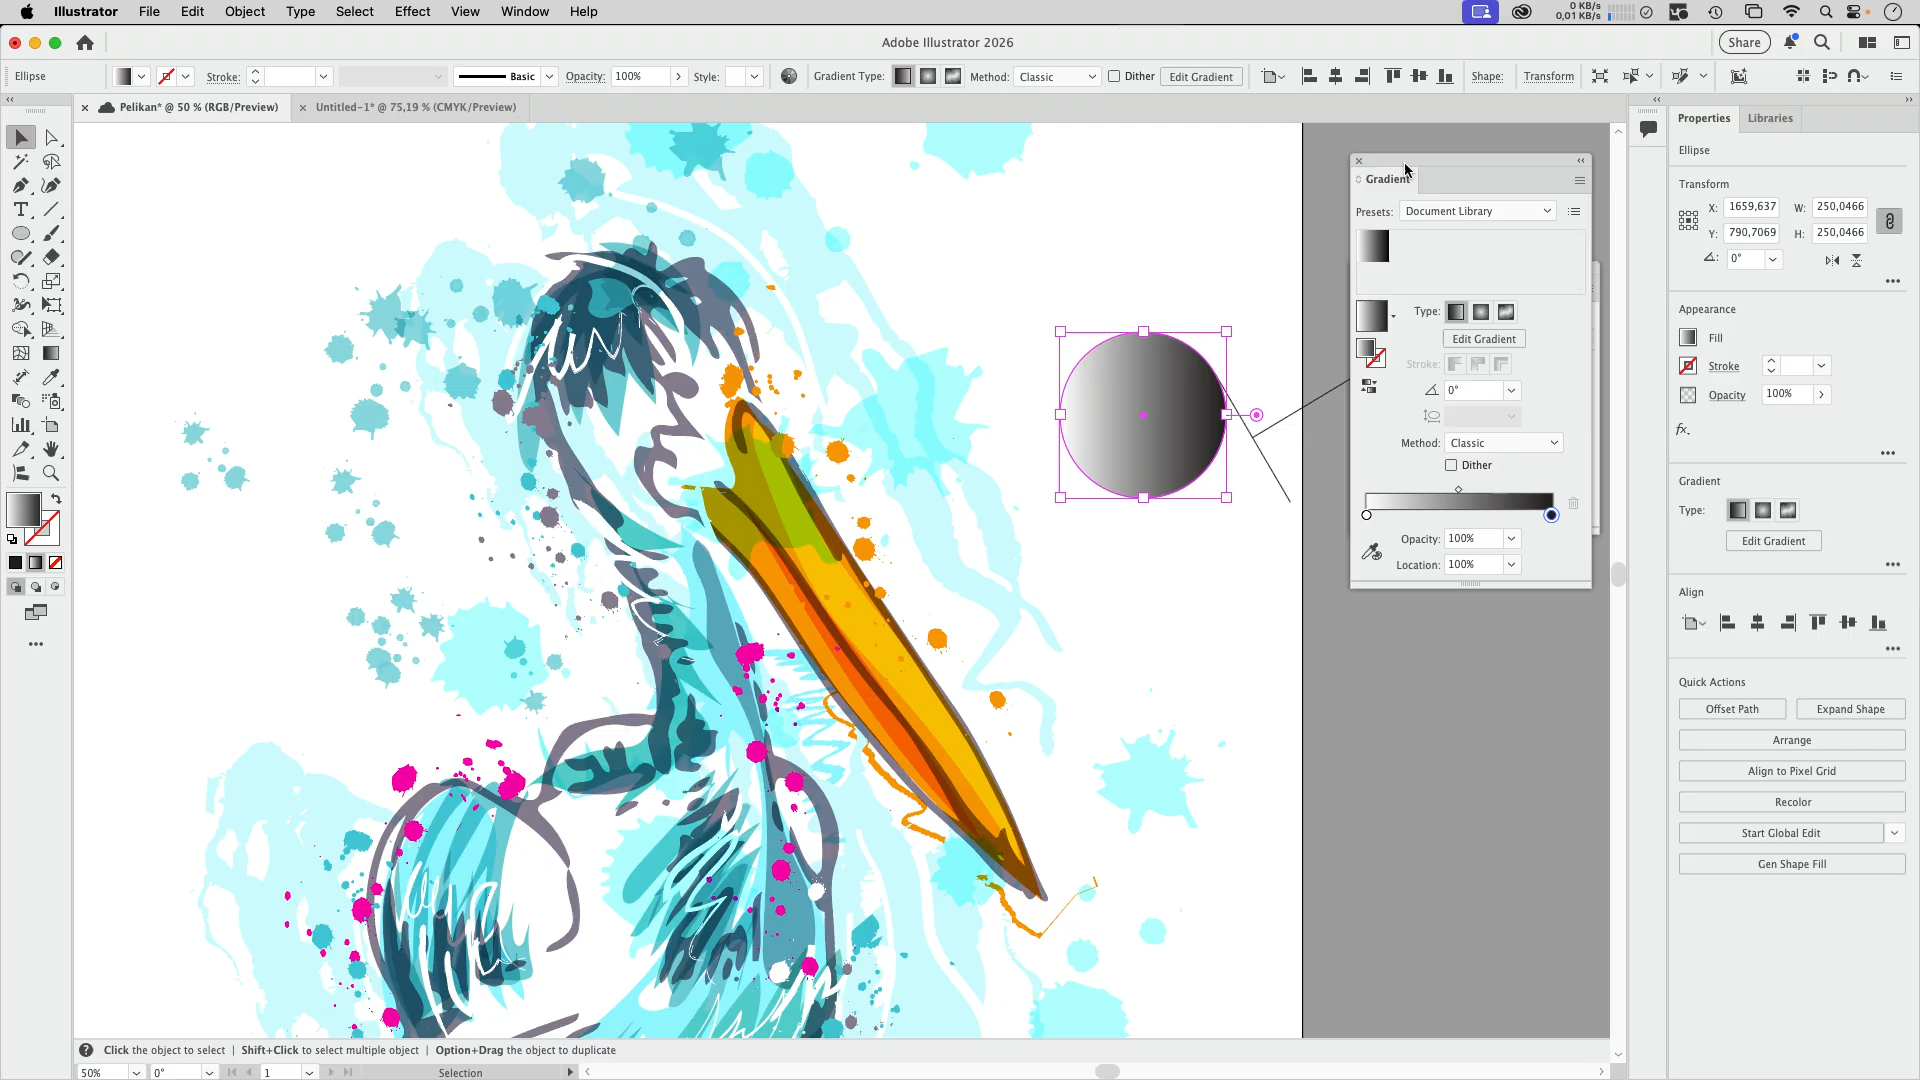 Illustrator File Edit Object Type Select Effect View Window Help
0 KB/s
0,01 KB/s
Adobe Illustrator 2026
Share
Ellipse Stroke: Basic Opacity: 100% Style: Gradient Type: Method: Classic Dither Edit Gradient Shape: Transform
Pelikan* @ 50 % (RGB/Preview) Untitled-1* @ 75,19 % (CMYK/Preview)
Gradient
Presets: Document Library
Type:
Edit Gradient
Stroke:
0°
Method: Classic
Dither
Opacity: 100%
Location: 100%
Properties Libraries
Ellipse
Transform
X: 1659,637 W: 250,0466
Y: 790,7069 H: 250,0466
0°
Appearance
Fill
Stroke
Opacity 100%
fx.
Gradient
Type:
Edit Gradient
Align
Quick Actions
Offset Path Expand Shape
Arrange
Align to Pixel Grid
Recolor
Start Global Edit
Gen Shape Fill
Click the object to select | Shift+Click to select multiple object | Option+Drag the object to duplicate
50% 0° 1 Selection